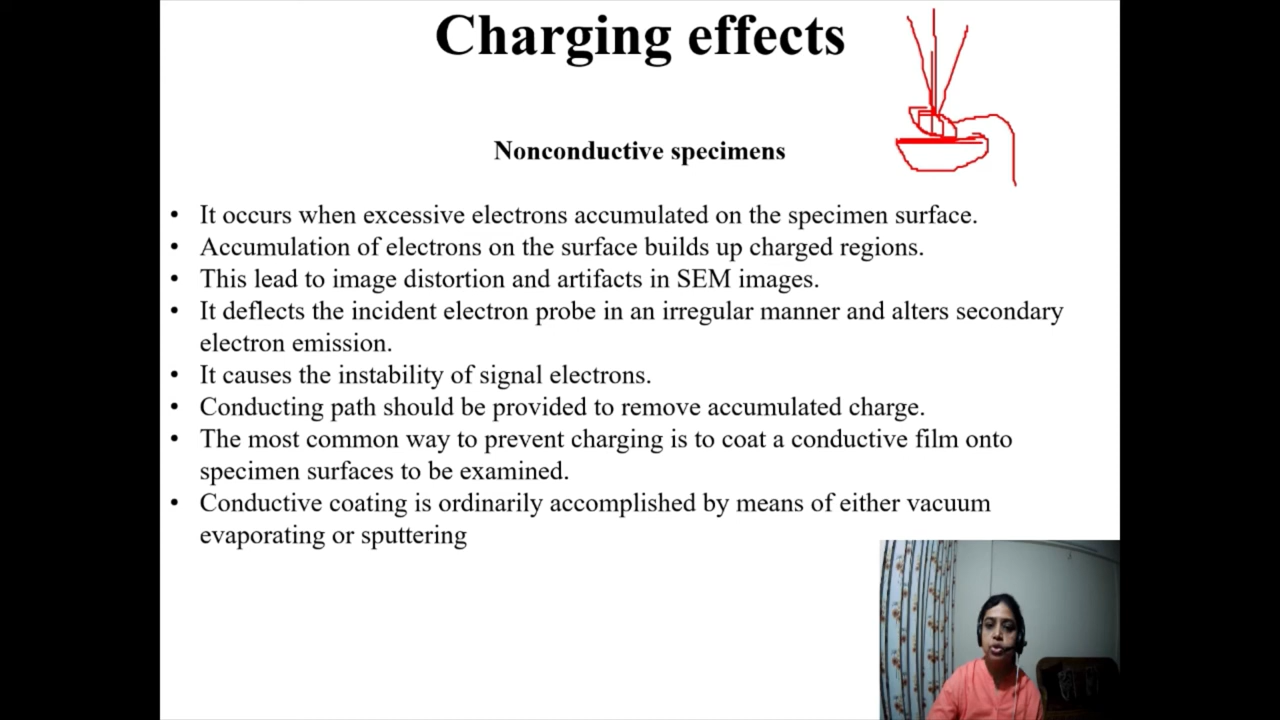 Charging effects
Nonconductive specimens
• It occurs when excessive electrons accumulated on the specimen surface.
• Accumulation of electrons on the surface builds up charged regions.
• This lead to image distortion and artifacts in SEM images.
• It deflects the incident electron probe in an irregular manner and alters secondary
electron emission.
• It causes the instability of signal electrons.
• Conducting path should be provided to remove accumulated charge.
• The most common way to prevent charging is to coat a conductive film onto
specimen surfaces to be examined.
• Conductive coating is ordinarily accomplished by means of either vacuum
evaporating or sputtering